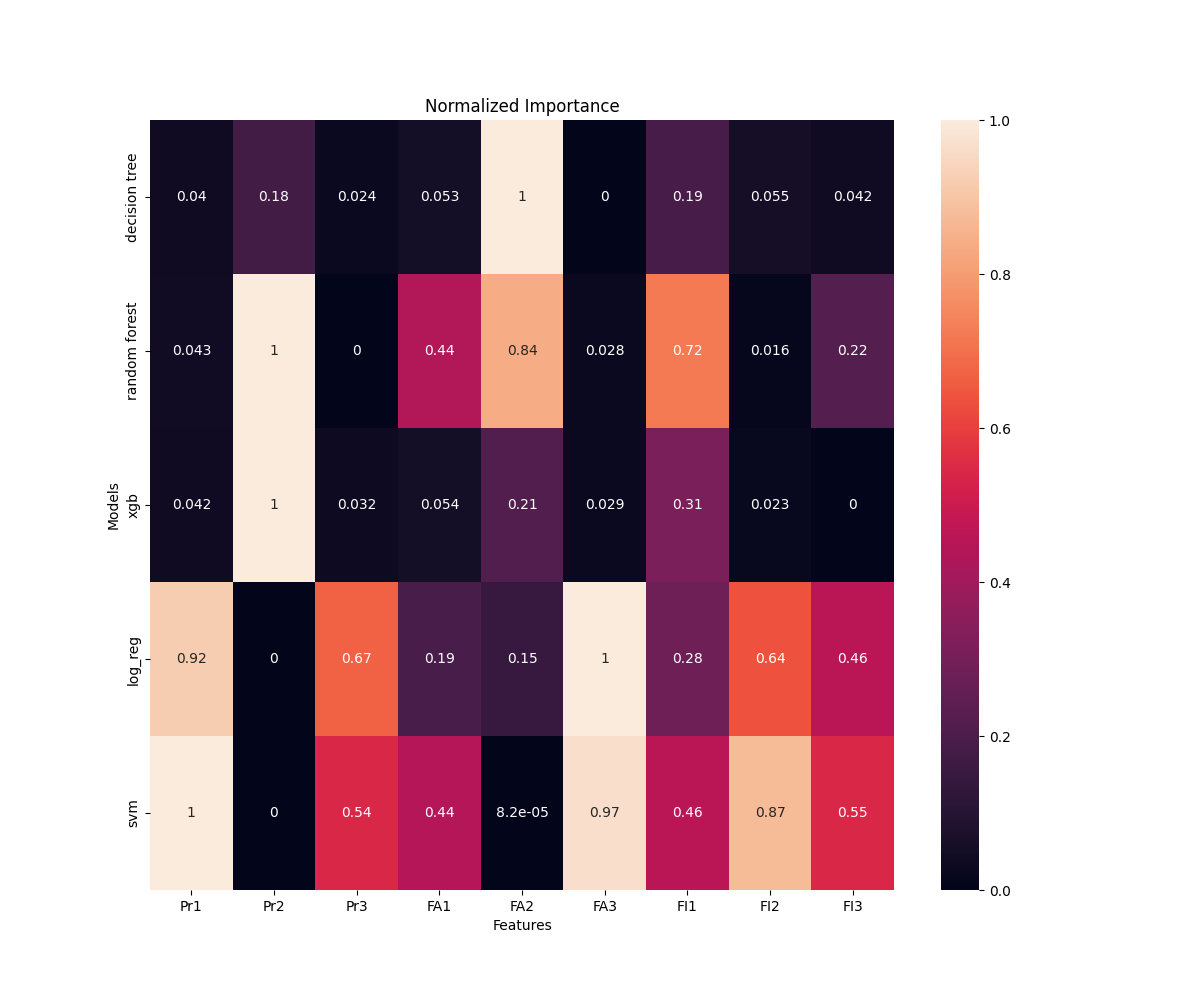 Normalized Importance
decision tree
0.04 0.18 0.024 0.053 1 0 0.19 0.055 0.042
random forest
0.043 1 0 0.44 0.84 0.028 0.72 0.016 0.22
Models
xgb
0.042 1 0.032 0.054 0.21 0.029 0.31 0.023 0
log_reg
0.92 0 0.67 0.19 0.15 1 0.28 0.64 0.46
svm
1 0 0.54 0.44 8.2e-05 0.97 0.46 0.87 0.55
Pr1 Pr2 Pr3 FA1 FA2 FA3 FI1 FI2 FI3
Features
1.0
0.8
0.6
0.4
0.2
0.0